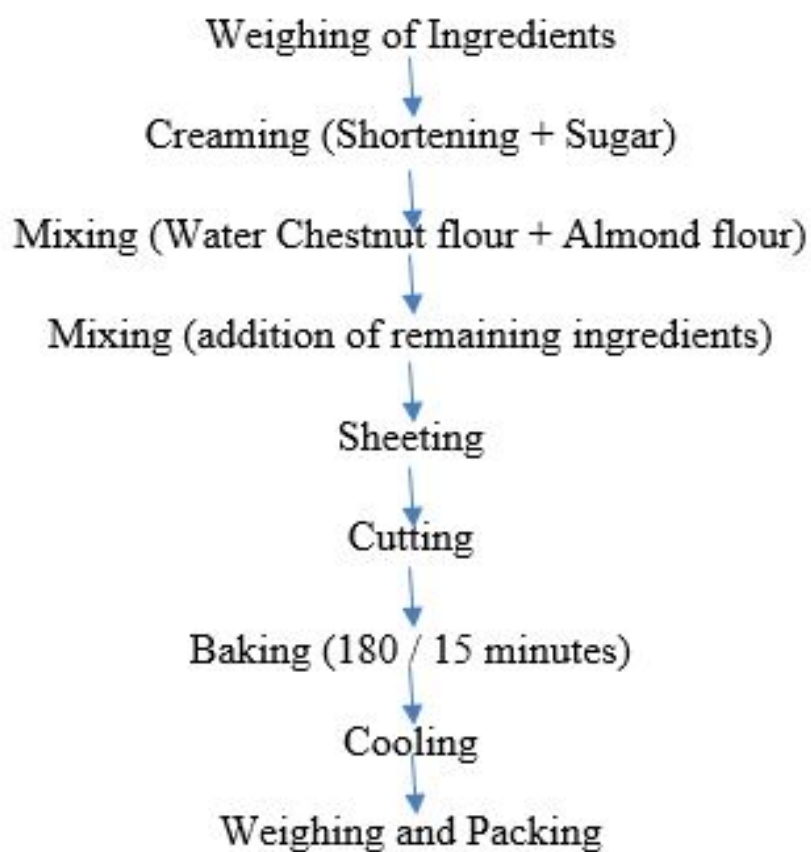 Weighing of Ingredients
Creaming (Shortening + Sugar)
Mixing (Water Chestnut flour + Almond flour)
Mixing (addition of remaining ingredients)
Sheeting
Cutting
Baking (180 / 15 minutes)
Cooling
Weighing and Packing